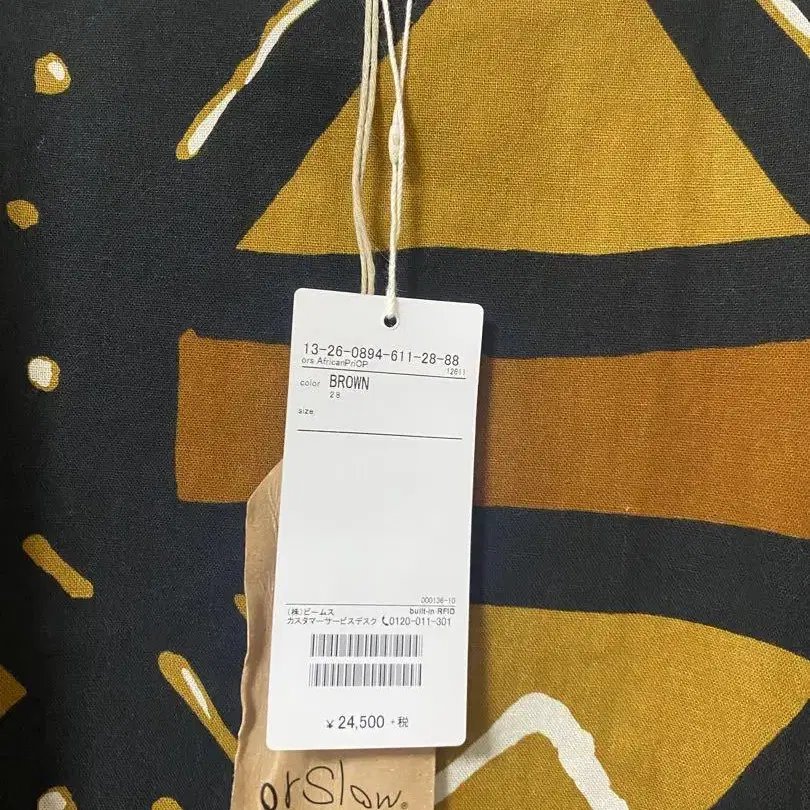 13-26-0894-611-28-88
ors AfricanPriOP
12611
color BROWN
28
size
000136-10
(株)ビームス built-in RFID
カスタマーサービスデスク 📞0120-011-301
¥24,500 +税
orSlow®